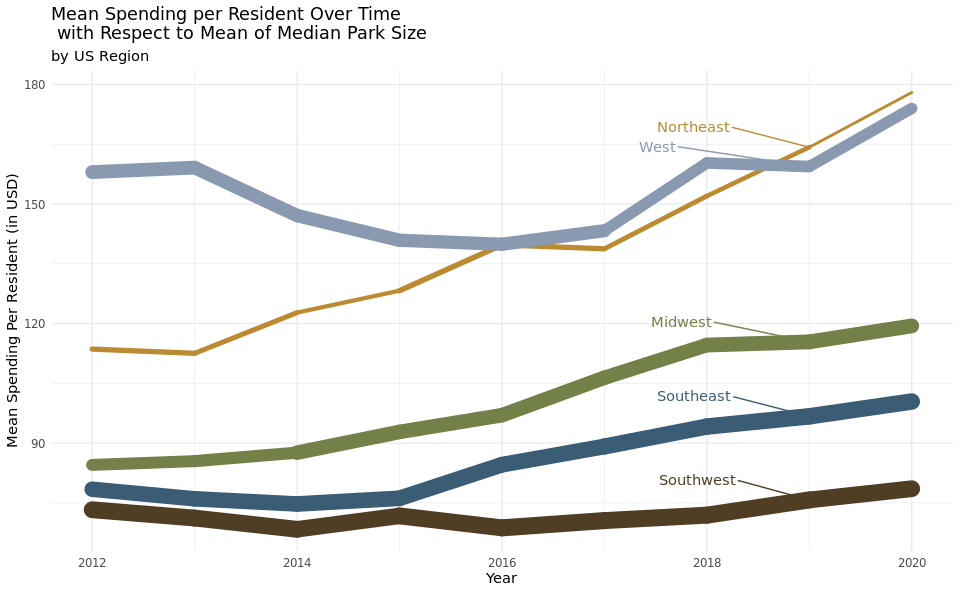 Mean Spending per Resident Over Time
with Respect to Mean of Median Park Size
by US Region
Mean Spending Per Resident (in USD)
180
150
120
90
Northeast
West
Midwest
Southeast
Southwest
2012
2014
2016
2018
2020
Year